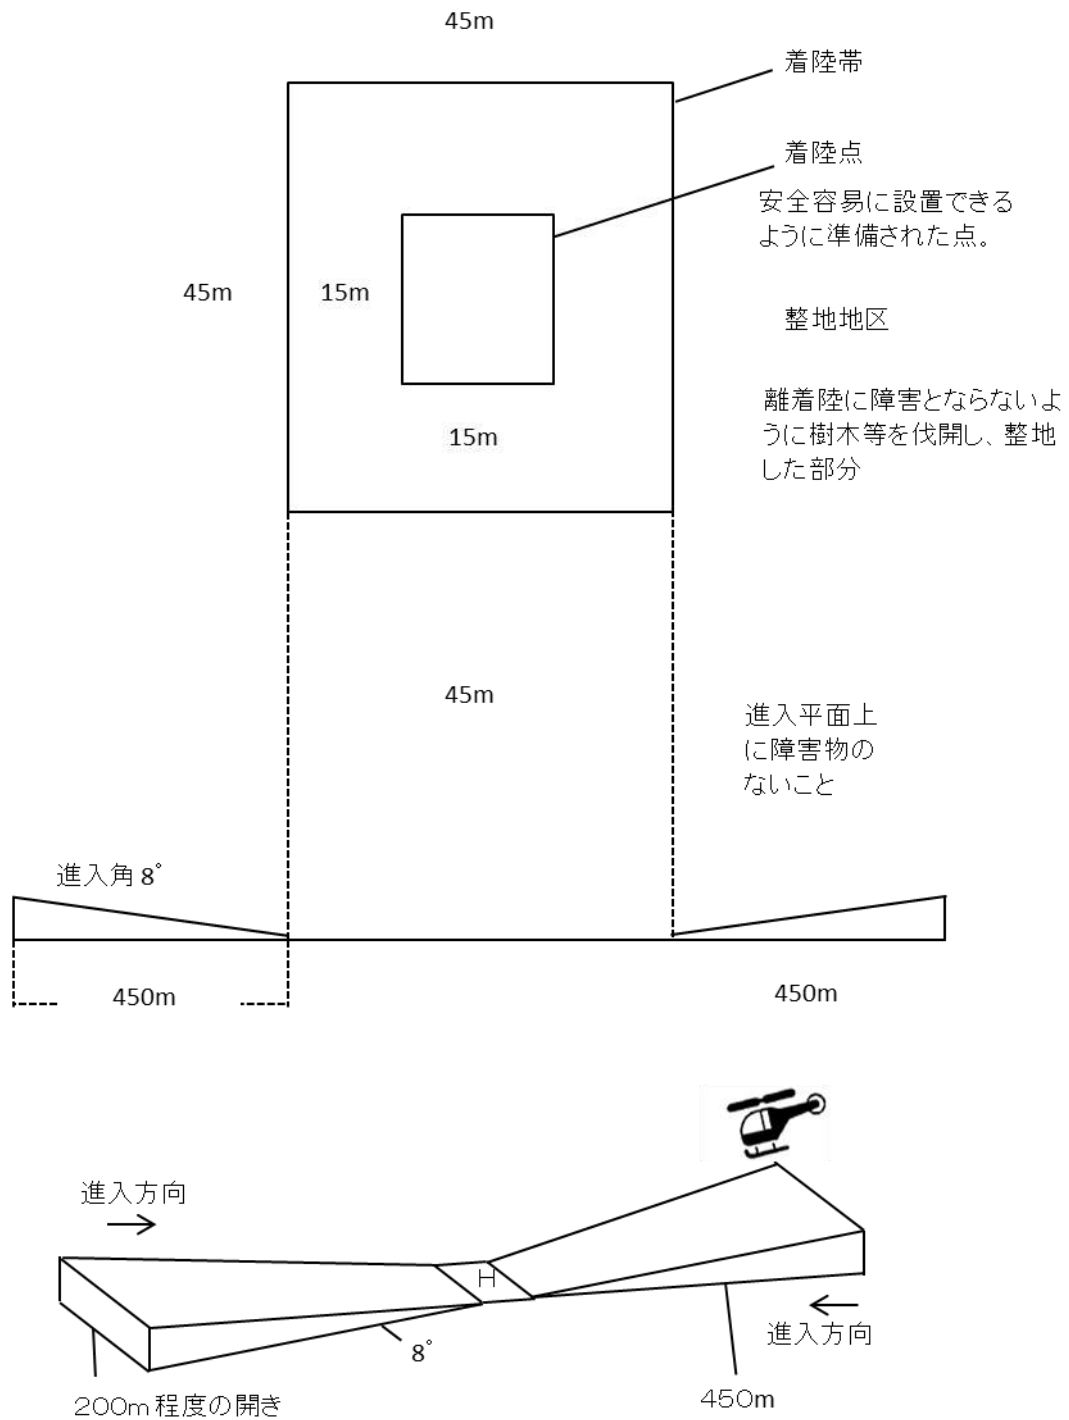 45m
着陸帯
着陸点
安全容易に設置できる
ように準備された点。
45m
15m
整地地区
離着陸に障害とならないよ
うに樹木等を伐開し、整地
した部分
15m
45m
進入平面上
に障害物の
ないこと
進入角8°
450m
450m
進入方向
→
H
←
進入方向
8°
200m程度の開き
450m